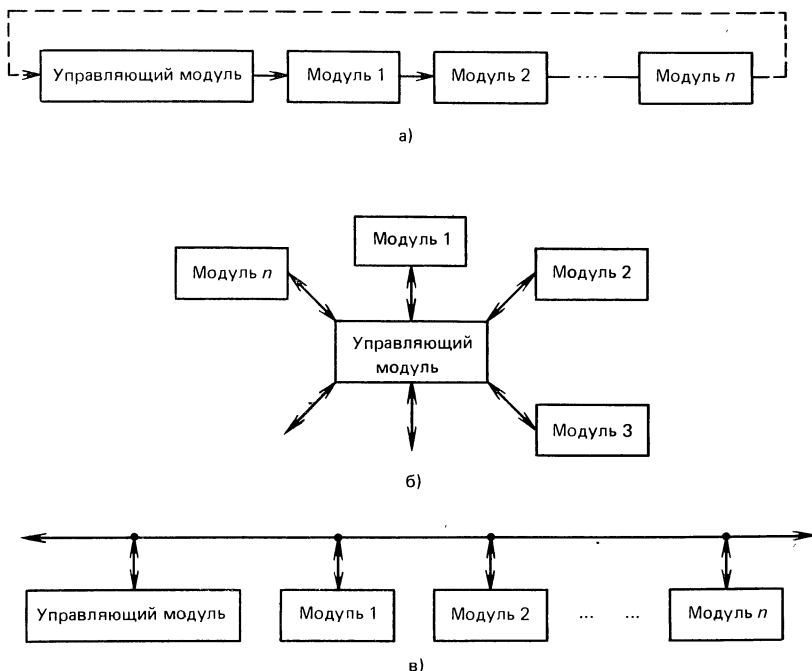 Управляющий модуль Модуль 1 Модуль 2 ... Модуль n
а)
Модуль 1
Модуль n Модуль 2
Управляющий
модуль
Модуль 3
б)
Управляющий модуль Модуль 1 Модуль 2 ... ... Модуль n
в)